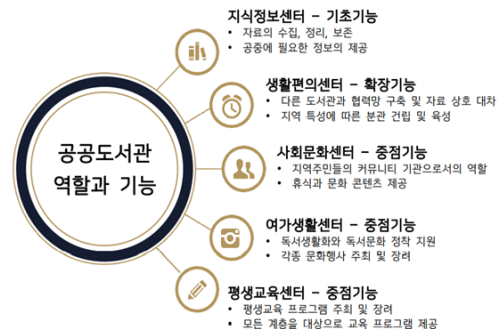 공공도서관
역할과 기능
지식정보센터 – 기초기능
• 자료의 수집, 정리, 보존
• 공중에 필요한 정보의 제공
생활편의센터 – 확장기능
• 다른 도서관과 협력망 구축 및 자료 상호 대차
• 지역 특성에 따른 분관 건립 및 육성
사회문화센터 – 중점기능
• 지역주민들의 커뮤니티 기관으로서의 역할
• 휴식과 문화 콘텐츠 제공
여가생활센터 – 중점기능
• 독서생활화와 독서문화 정착 지원
• 각종 문화행사 주최 및 장려
평생교육센터 – 중점기능
• 평생교육 프로그램 주최 및 장려
• 모든 계층을 대상으로 교육 프로그램 제공